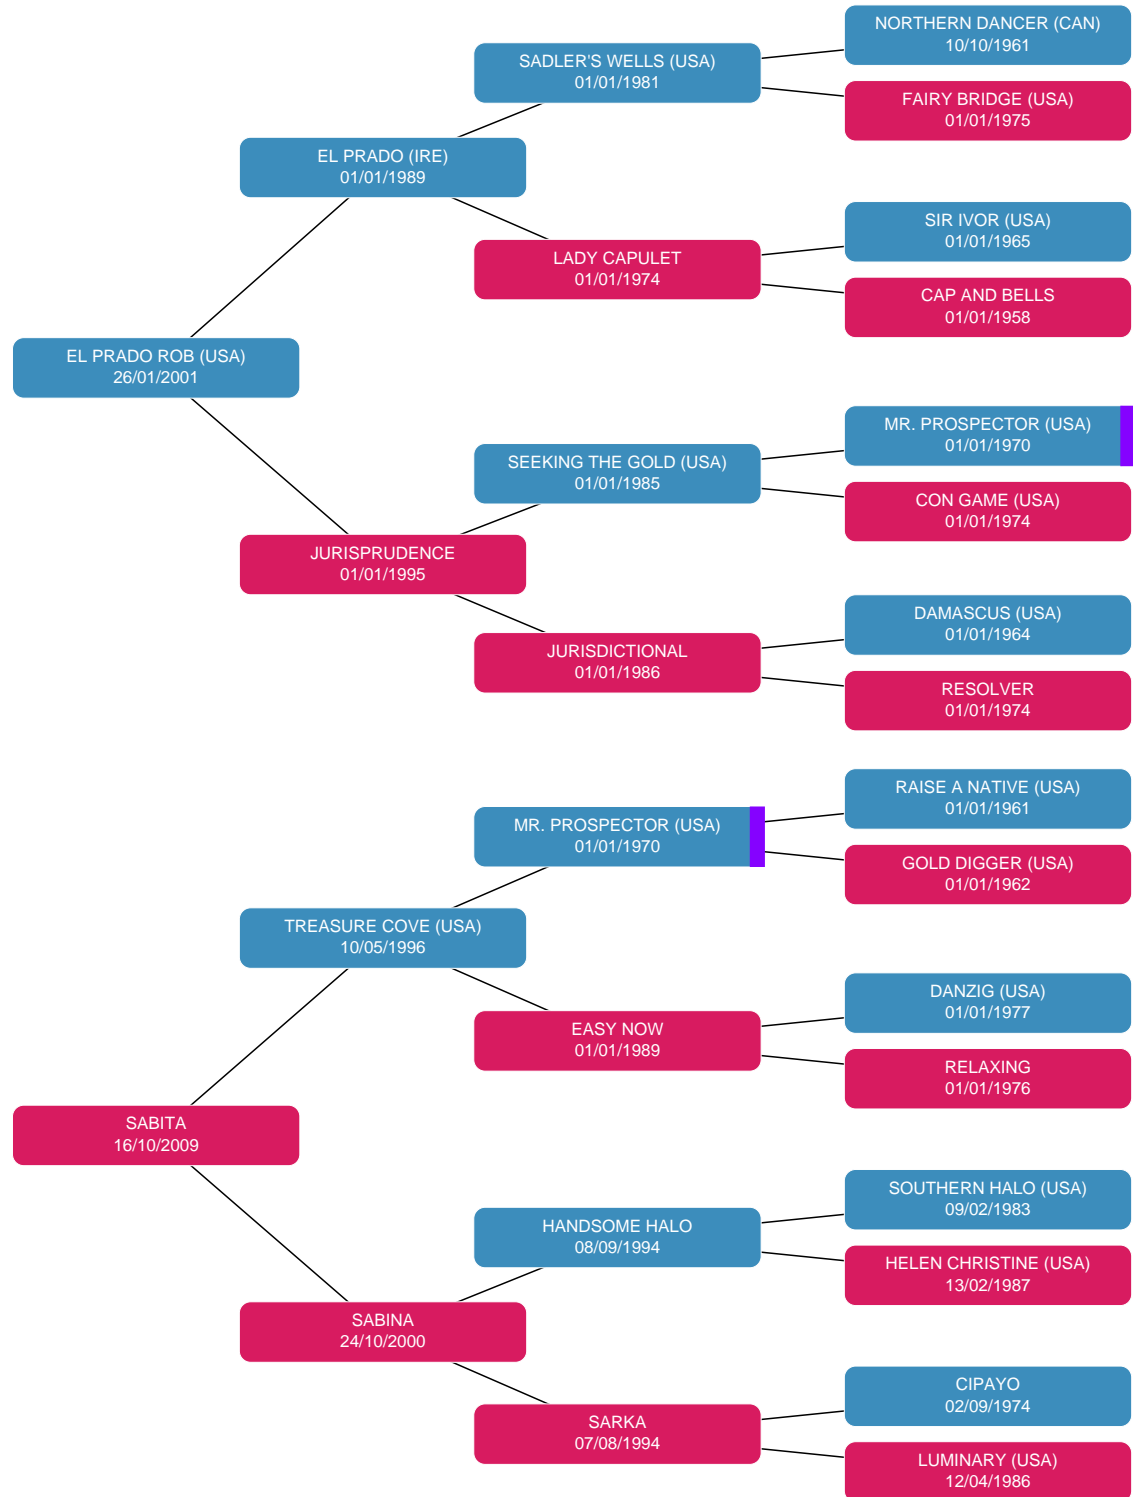 NORTHERN DANCER (CAN)
10/10/1961
SADLER'S WELLS (USA)
01/01/1981
FAIRY BRIDGE (USA)
01/01/1975
EL PRADO (IRE)
01/01/1989
SIR IVOR (USA)
01/01/1965
LADY CAPULET
01/01/1974
CAP AND BELLS
01/01/1958
EL PRADO ROB (USA)
26/01/2001
MR. PROSPECTOR (USA)
01/01/1970
SEEKING THE GOLD (USA)
01/01/1985
CON GAME (USA)
01/01/1974
JURISPRUDENCE
01/01/1995
DAMASCUS (USA)
01/01/1964
JURISDICTIONAL
01/01/1986
RESOLVER
01/01/1974
RAISE A NATIVE (USA)
01/01/1961
MR. PROSPECTOR (USA)
01/01/1970
GOLD DIGGER (USA)
01/01/1962
TREASURE COVE (USA)
10/05/1996
DANZIG (USA)
01/01/1977
EASY NOW
01/01/1989
RELAXING
01/01/1976
SABITA
16/10/2009
SOUTHERN HALO (USA)
09/02/1983
HANDSOME HALO
08/09/1994
HELEN CHRISTINE (USA)
13/02/1987
SABINA
24/10/2000
CIPAYO
02/09/1974
SARKA
07/08/1994
LUMINARY (USA)
12/04/1986